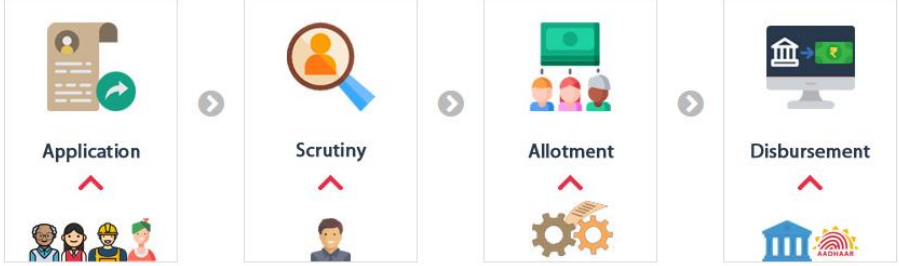 ₹
Application
Scrutiny
Allotment
Disbursement
AADHAAR